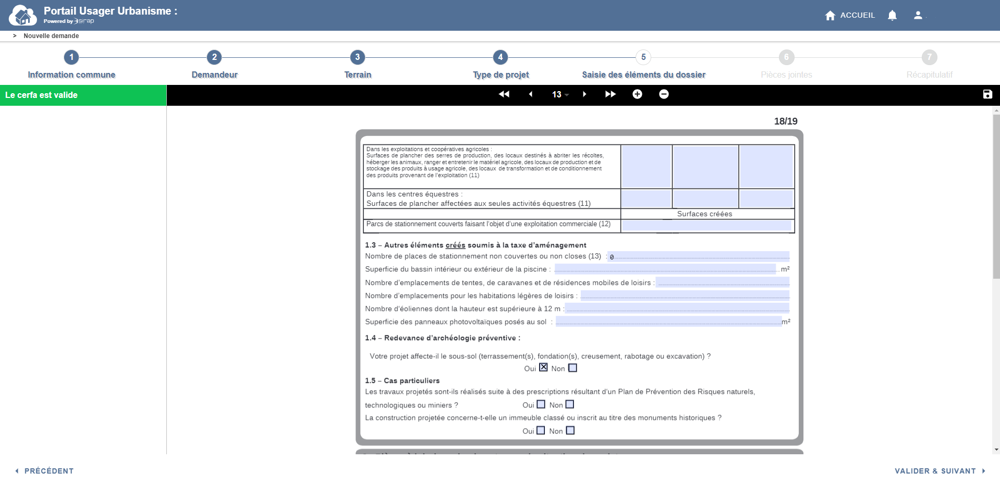 Portail Usager Urbanisme :
Powered by sirap
ACCUEIL
> Nouvelle demande
1
2
3
4
5
6
7
Information commune
Demandeur
Terrain
Type de projet
Saisie des éléments du dossier
Pièces jointes
Récapitulatif
Le cerfa est valide
13
18/19
Dans les exploitations et coopératives agricoles :
Surfaces de plancher des serres de production, des locaux destinés à abriter les récoltes,
héberger les animaux, ranger et entretenir le matériel agricole, des locaux de production et de
stockage des produits à usage agricole, des locaux de transformation et de conditionnement
des produits provenant de l'exploitation (11)
Dans les centres équestres :
Surfaces de plancher affectées aux seules activités équestres (11)
Surfaces créées
Parcs de stationnement couverts faisant l'objet d'une exploitation commerciale (12)
1.3 – Autres éléments créés soumis à la taxe d'aménagement
Nombre de places de stationnement non couvertes ou non closes (13) : 0
Superficie du bassin intérieur ou extérieur de la piscine : m²
Nombre d'emplacements de tentes, de caravanes et de résidences mobiles de loisirs :
Nombre d'emplacements pour les habitations légères de loisirs :
Nombre d'éoliennes dont la hauteur est supérieure à 12 m :
Superficie des panneaux photovoltaïques posés au sol : m²
1.4 – Redevance d'archéologie préventive :
Votre projet affecte-il le sous-sol (terrassement(s), fondation(s), creusement, rabotage ou excavation) ?
Oui ☒ Non ☐
1.5 – Cas particuliers
Les travaux projetés sont-ils réalisés suite à des prescriptions résultant d'un Plan de Prévention des Risques naturels,
technologiques ou miniers ? Oui ☐ Non ☐
La construction projetée concerne-t-elle un immeuble classé ou inscrit au titre des monuments historiques ?
Oui ☐ Non ☐
PRÉCÉDENT
VALIDER & SUIVANT